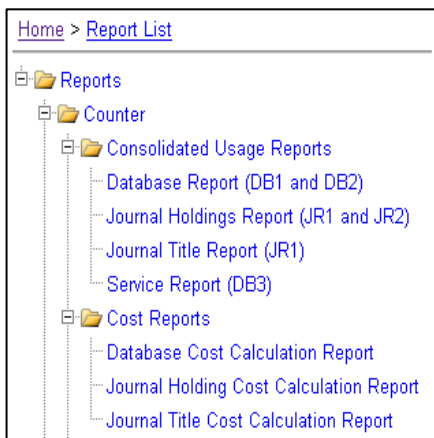 Home > Report List
Reports
Counter
Consolidated Usage Reports
Database Report (DB1 and DB2)
Journal Holdings Report (JR1 and JR2)
Journal Title Report (JR1)
Service Report (DB3)
Cost Reports
Database Cost Calculation Report
Journal Holding Cost Calculation Report
Journal Title Cost Calculation Report